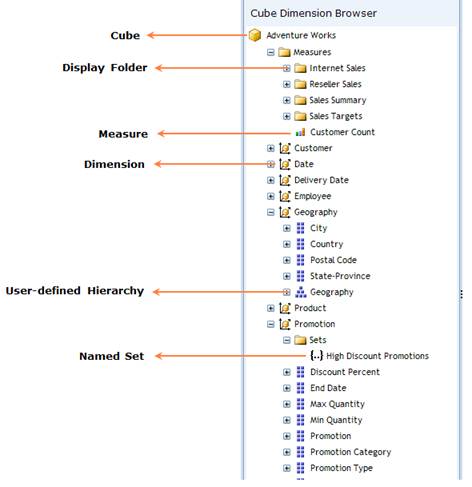 Cube Dimension Browser
Cube Adventure Works
Measures
Display Folder Internet Sales
Reseller Sales
Sales Summary
Sales Targets
Measure Customer Count
Customer
Dimension Date
Delivery Date
Employee
Geography
City
Country
Postal Code
State-Province
User-defined Hierarchy Geography
Product
Promotion
Sets
Named Set {..} High Discount Promotions
Discount Percent
End Date
Max Quantity
Min Quantity
Promotion
Promotion Category
Promotion Type